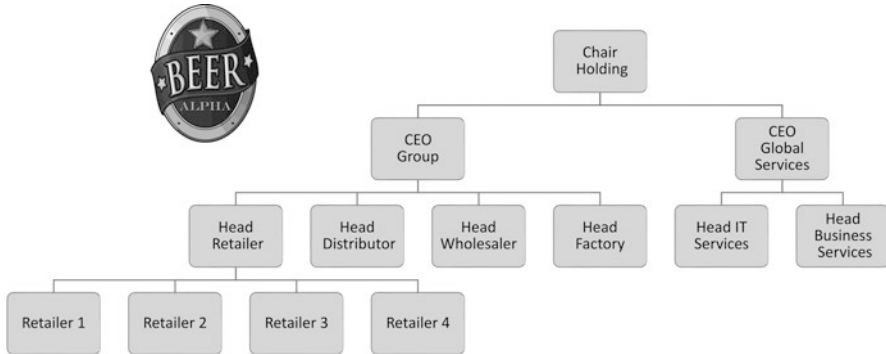 BEER
ALPHA
Chair
Holding
CEO
Group
CEO
Global
Services
Head
Retailer
Head
Distributor
Head
Wholesaler
Head
Factory
Head IT
Services
Head
Business
Services
Retailer 1
Retailer 2
Retailer 3
Retailer 4